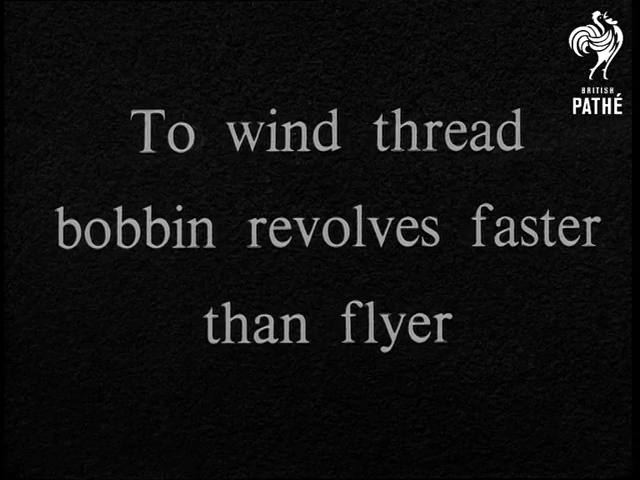 BRITISH
PATHÉ
To wind thread
bobbin revolves faster
than flyer